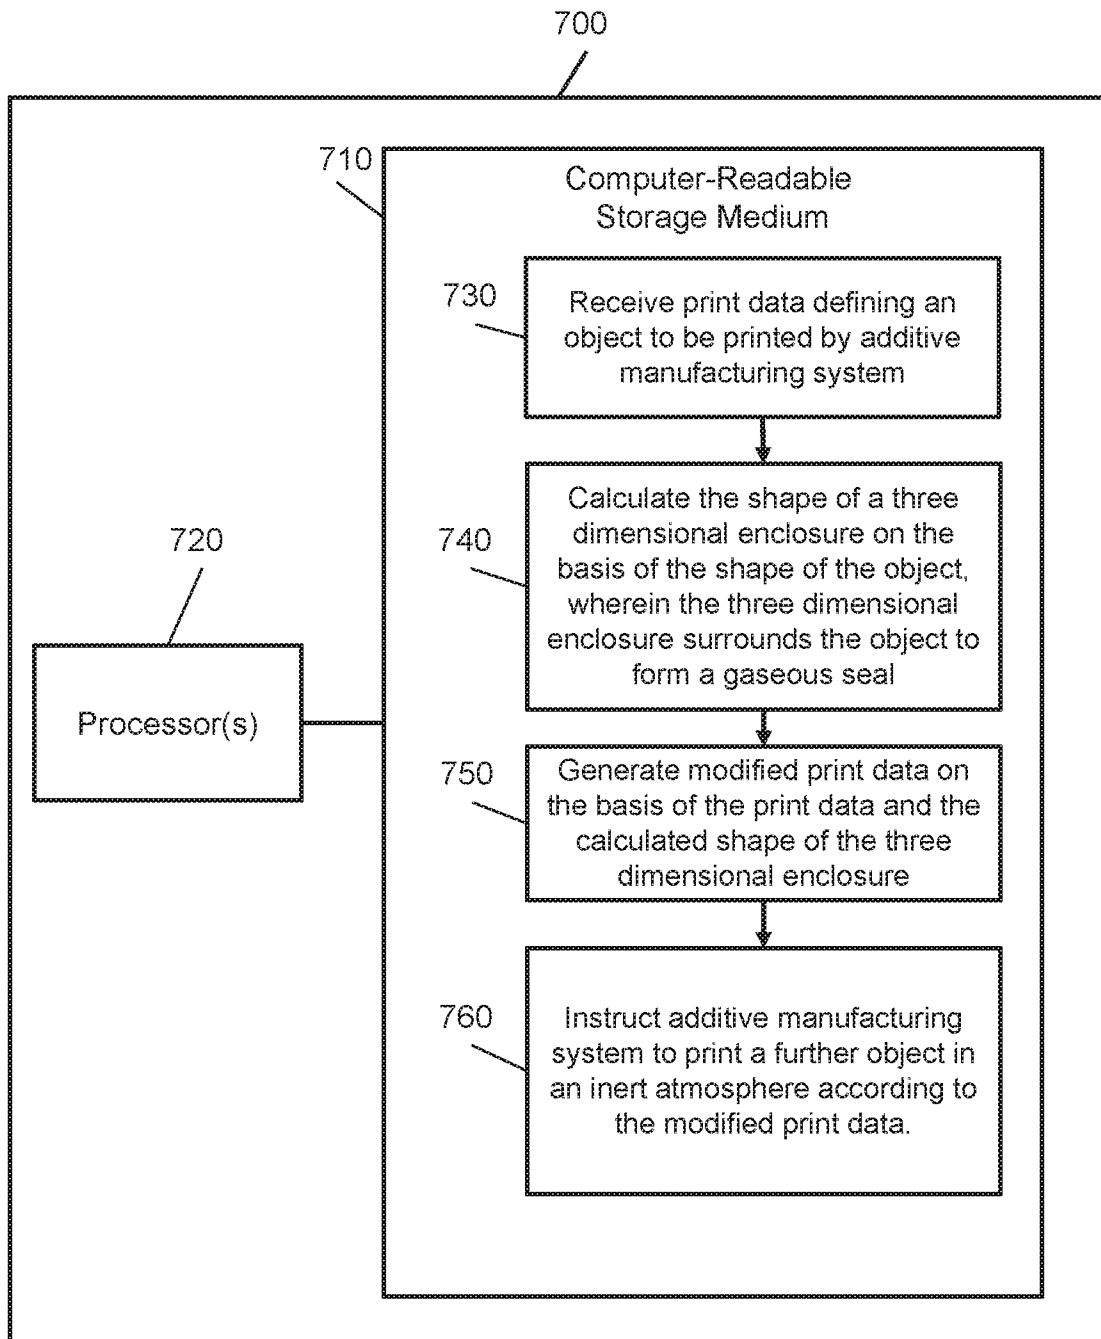 700
710
Computer-Readable
Storage Medium
730
Receive print data defining an
object to be printed by additive
manufacturing system
740
Calculate the shape of a three
dimensional enclosure on the
basis of the shape of the object,
wherein the three dimensional
enclosure surrounds the object to
form a gaseous seal
720
Processor(s)
750
Generate modified print data on
the basis of the print data and the
calculated shape of the three
dimensional enclosure
760
Instruct additive manufacturing
system to print a further object in
an inert atmosphere according to
the modified print data.